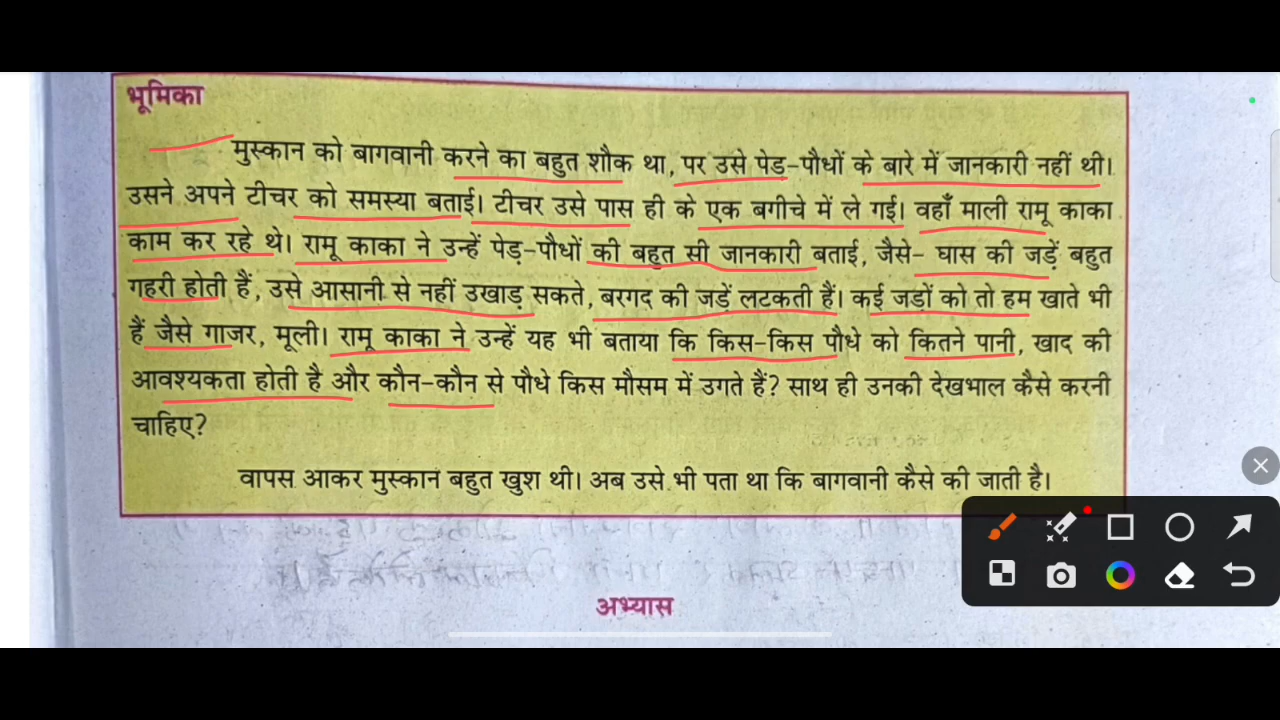 भूमिका
मुस्कान को बागवानी करने का बहुत शौक था, पर उसे पेड़-पौधों के बारे में जानकारी नहीं थी।
उसने अपने टीचर को समस्या बताई। टीचर उसे पास ही के एक बगीचे में ले गई। वहाँ माली रामू काका
काम कर रहे थे। रामू काका ने उन्हें पेड़-पौधों की बहुत सी जानकारी बताई, जैसे- घास की जड़ें बहुत
गहरी होती हैं, उसे आसानी से नहीं उखाड़ सकते, बरगद की जड़ें लटकती हैं। कई जड़ों को तो हम खाते भी
हैं जैसे गाजर, मूली। रामू काका ने उन्हें यह भी बताया कि किस-किस पौधे को कितने पानी, खाद की
आवश्यकता होती है और कौन-कौन से पौधे किस मौसम में उगते हैं? साथ ही उनकी देखभाल कैसे करनी
चाहिए?
वापस आकर मुस्कान बहुत खुश थी। अब उसे भी पता था कि बागवानी कैसे की जाती है।
अभ्यास